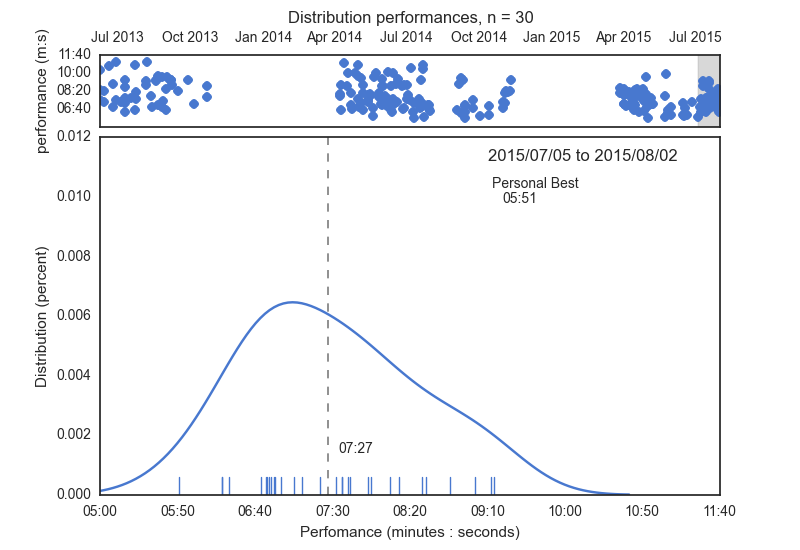 Distribution performances, n = 30
Jul 2013 Oct 2013 Jan 2014 Apr 2014 Jul 2014 Oct 2014 Jan 2015 Apr 2015 Jul 2015
performance (m:s)
11:40
10:00
08:20
06:40
0.012
0.010
0.008
0.006
0.004
0.002
0.000
Distribution (percent)
2015/07/05 to 2015/08/02
Personal Best
05:51
07:27
05:00 05:50 06:40 07:30 08:20 09:10 10:00 10:50 11:40
Perfomance (minutes : seconds)